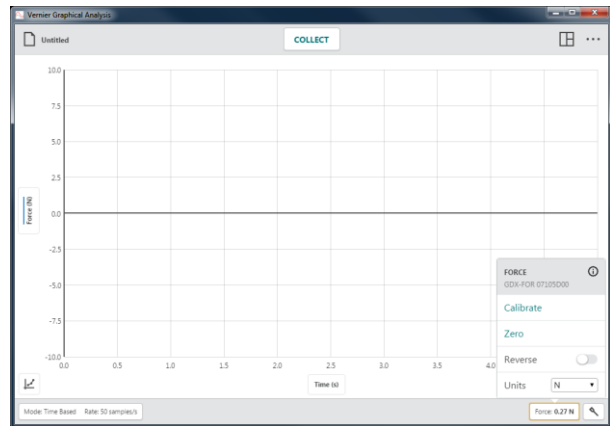 Vernier Graphical Analysis
Untitled
COLLECT
10.0
7.5
5.0
2.5
0.0
-2.5
-5.0
-7.5
-10.0
Force (N)
0.0 0.5 1.0 1.5 2.0 2.5 3.0 3.5 4.0
Time (s)
FORCE
GDX-FOR 07105D00
Calibrate
Zero
Reverse
Units N
Mode: Time Based Rate: 50 samples/s
Force: 0.27 N